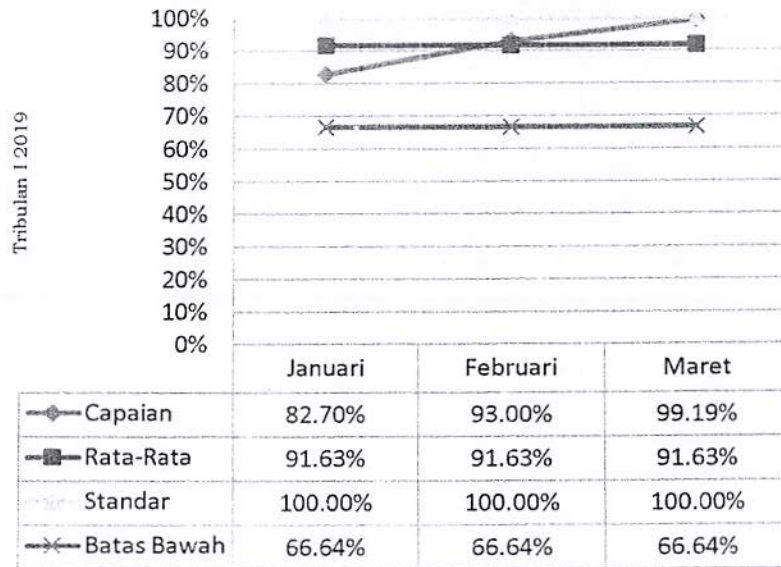 Tribulan I 2019
100%
90%
80%
70%
60%
50%
40%
30%
20%
10%
0%
Januari Februari Maret
Capaian 82.70% 93.00% 99.19%
Rata-Rata 91.63% 91.63% 91.63%
Standar 100.00% 100.00% 100.00%
Batas Bawah 66.64% 66.64% 66.64%